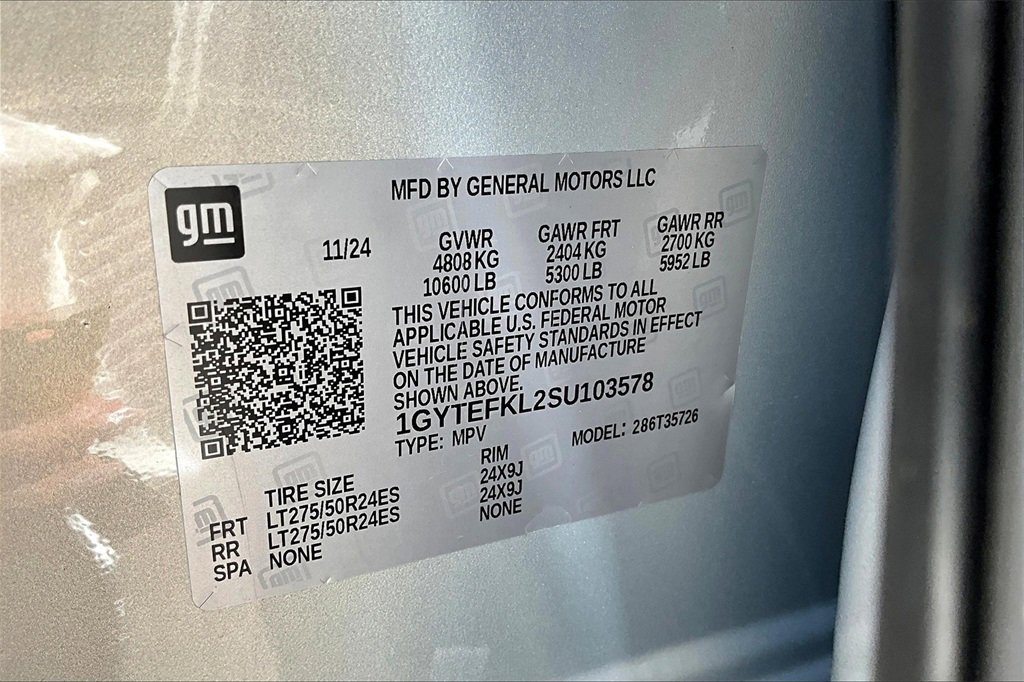 gm
MFD BY GENERAL MOTORS LLC
11/24
GVWR GAWR FRT GAWR RR
4808 KG 2404 KG 2700 KG
10600 LB 5300 LB 5952 LB
THIS VEHICLE CONFORMS TO ALL
APPLICABLE U.S. FEDERAL MOTOR
VEHICLE SAFETY STANDARDS IN EFFECT
ON THE DATE OF MANUFACTURE
SHOWN ABOVE.
1GYTEFKL2SU103578
TYPE: MPV MODEL: 286T35726
TIRE SIZE RIM
FRT LT275/50R24ES 24X9J
RR LT275/50R24ES 24X9J
SPA NONE NONE